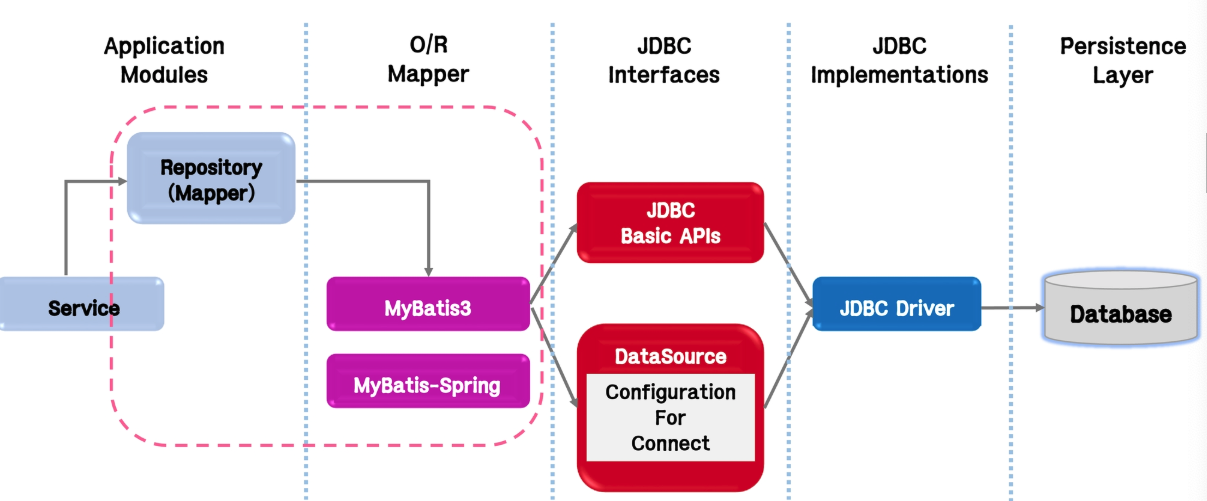 Application
Modules
O/R
Mapper
JDBC
Interfaces
JDBC
Implementations
Persistence
Layer
Repository
(Mapper)
Service
MyBatis3
MyBatis-Spring
JDBC
Basic APIs
DataSource
Configuration
For
Connect
JDBC Driver
Database